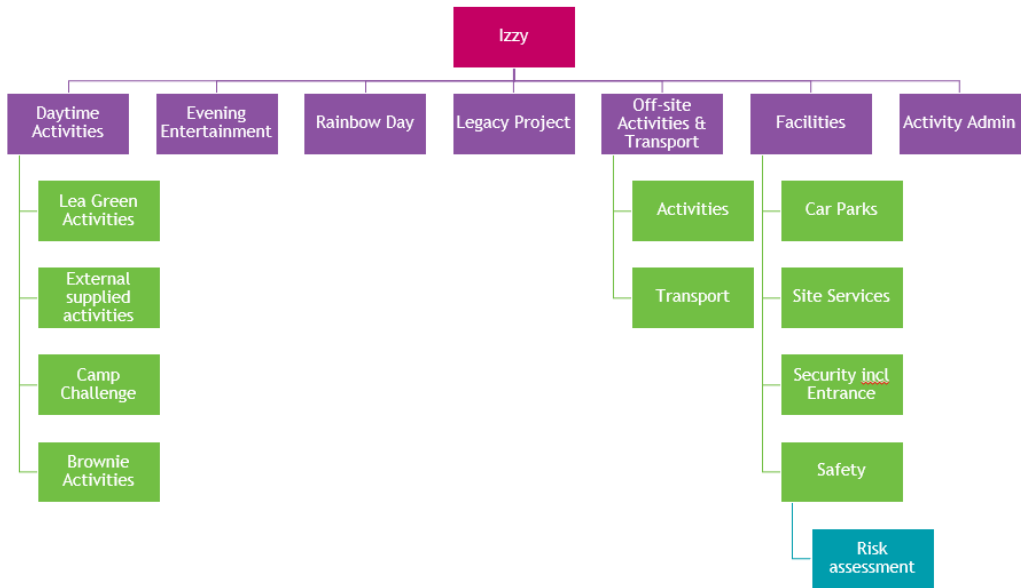 Izzy
Daytime
Activities
Evening
Entertainment
Rainbow Day
Legacy Project
Off-site
Activities &
Transport
Facilities
Activity Admin
Lea Green
Activities
External
supplied
activities
Camp
Challenge
Brownie
Activities
Activities
Transport
Car Parks
Site Services
Security incl
Entrance
Safety
Risk
assessment